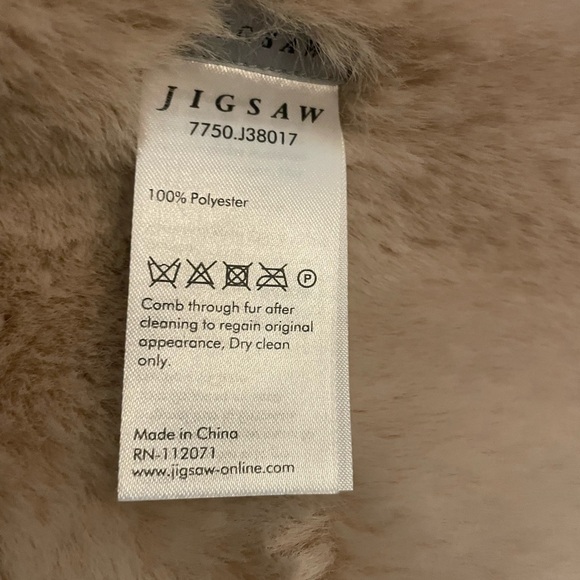 JIGSAW
7750.J38017
100% Polyester
P
Comb through fur after
cleaning to regain original
appearance, Dry clean
only.
Made in China
RN-112071
www.jigsaw-online.com